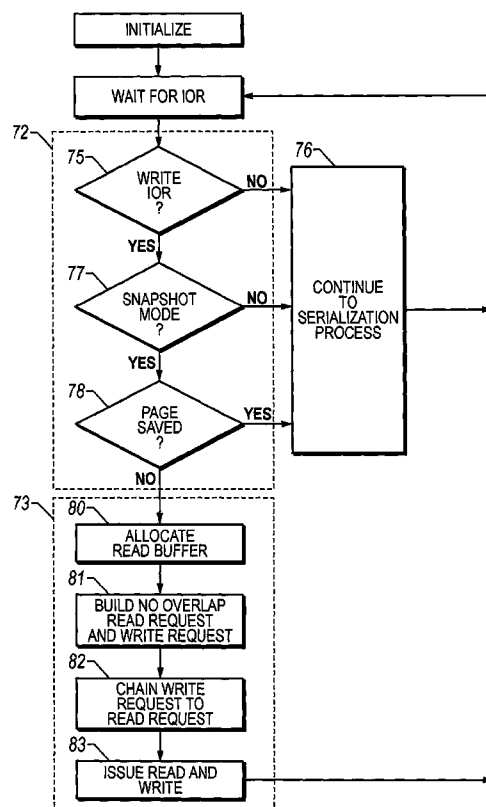 INITIALIZE
WAIT FOR IOR
72
75
WRITE
IOR
?
NO
YES
76
CONTINUE
TO
SERIALIZATION
PROCESS
77
SNAPSHOT
MODE
?
NO
YES
78
PAGE
SAVED
?
YES
NO
73
80
ALLOCATE
READ BUFFER
81
BUILD NO OVERLAP
READ REQUEST
AND WRITE REQUEST
82
CHAIN WRITE
REQUEST TO
READ REQUEST
83
ISSUE READ AND
WRITE